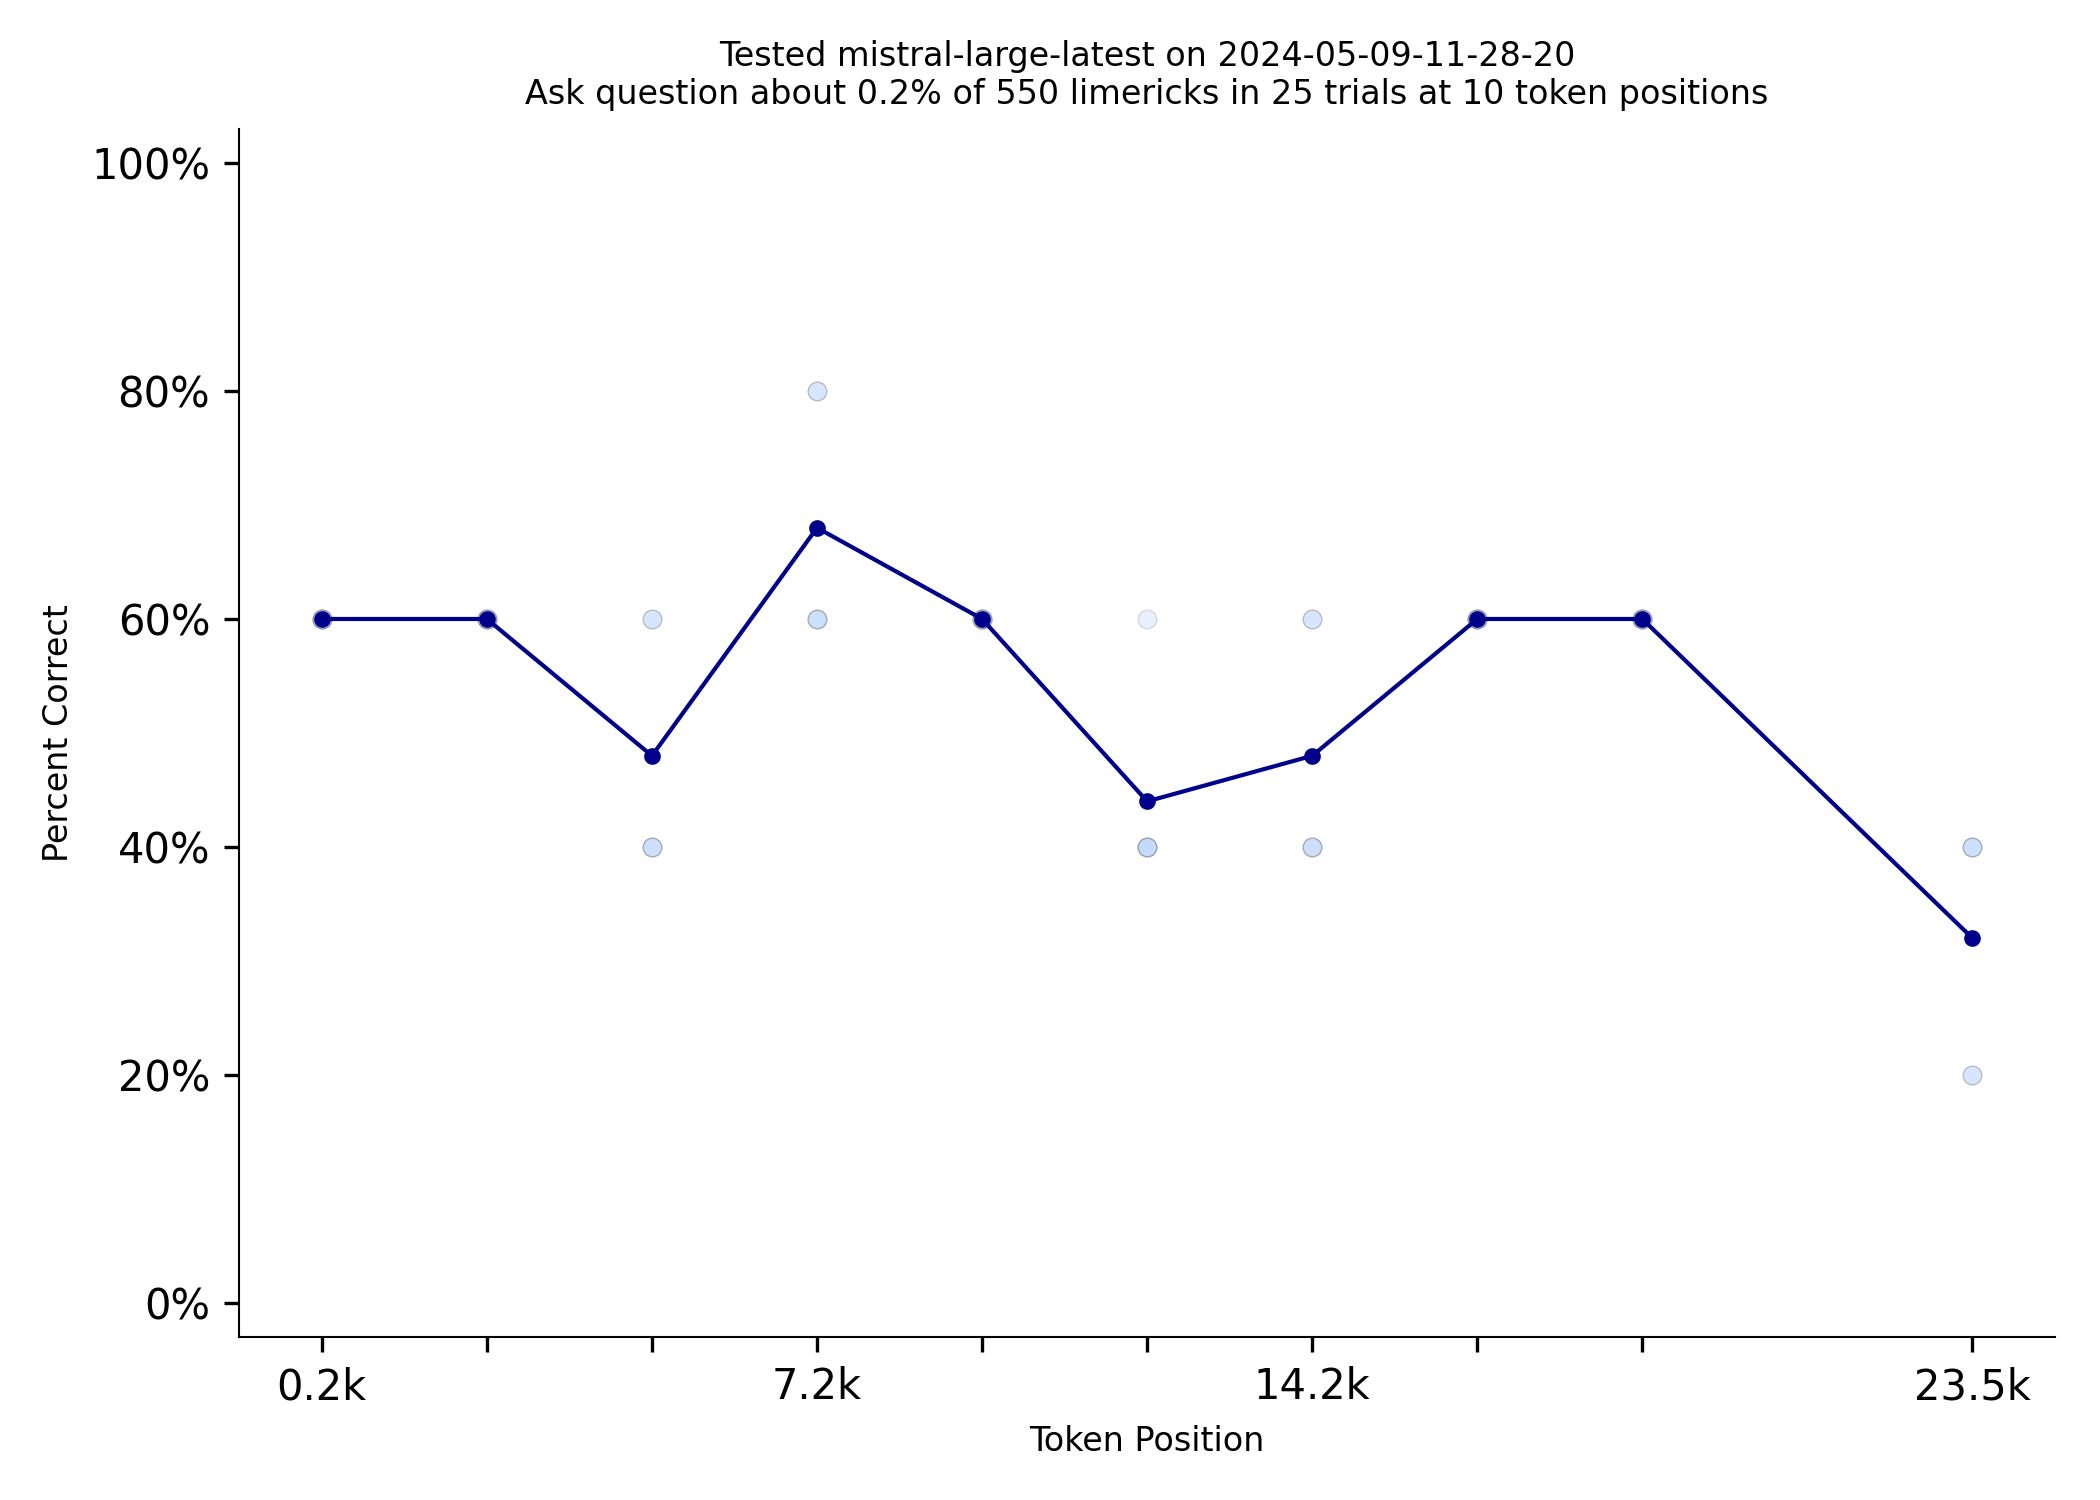 Tested mistral-large-latest on 2024-05-09-11-28-20
Ask question about 0.2% of 550 limericks in 25 trials at 10 token positions
100%
80%
60%
40%
20%
0%
Percent Correct
0.2k
7.2k
14.2k
23.5k
Token Position